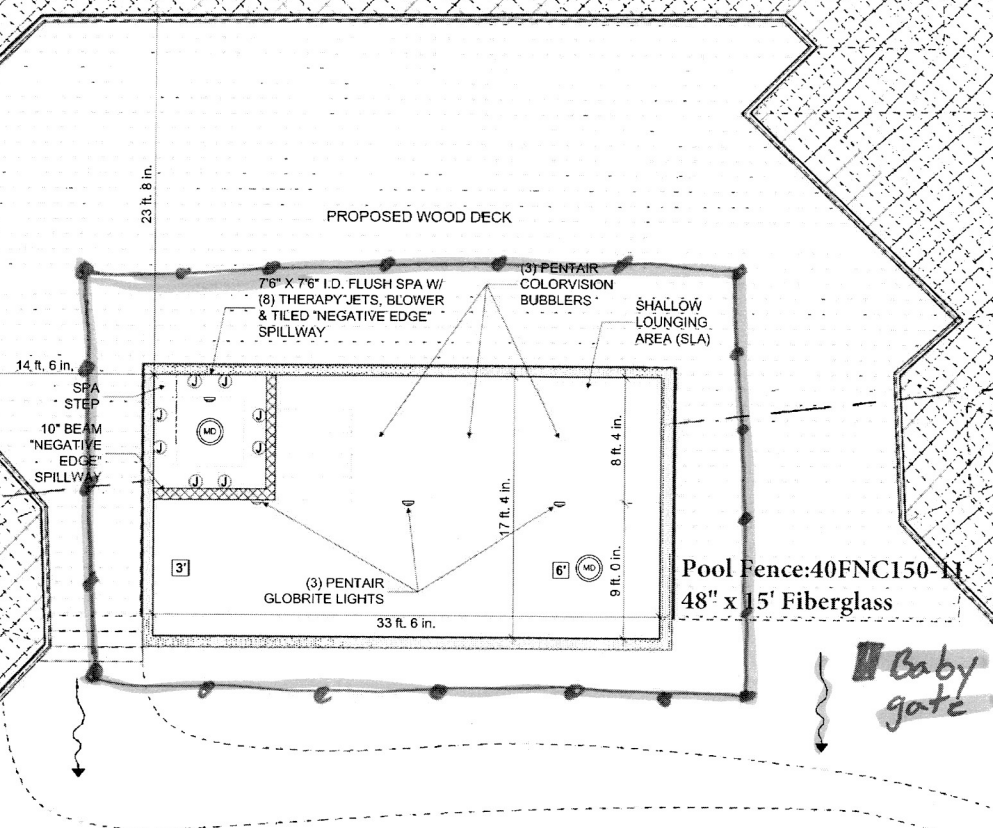 23 ft. 8 in.
PROPOSED WOOD DECK
7'6" X 7'6" I.D. FLUSH SPA W/
(8) THERAPY JETS, BLOWER
& TILED "NEGATIVE EDGE"
SPILLWAY
(3) PENTAIR
COLORVISION
BUBBLERS
SHALLOW
LOUNGING
AREA (SLA)
14 ft. 6 in.
SPA
STEP
10" BEAM
"NEGATIVE
EDGE"
SPILLWAY
J J
J J
MD
J J
J J
8 ft. 4 in.
17 ft. 4 in.
9 ft. 0 in.
3'
6'
MD
(3) PENTAIR
GLOBRITE LIGHTS
33 ft. 6 in.
Pool Fence:40FNC150-11
48" x 15' Fiberglass
Baby
gate